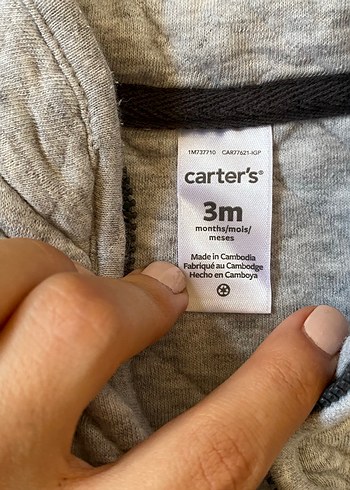 1M737710 CAR77621-IGP
carter's®
3m
months/mois/
meses
Made in Cambodia
Fabriqué au Cambodge
Hecho en Camboya